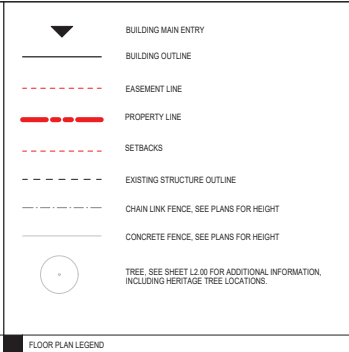 BUILDING MAIN ENTRY
BUILDING OUTLINE
EASEMENT LINE
PROPERTY LINE
SETBACKS
EXISTING STRUCTURE OUTLINE
CHAIN LINK FENCE, SEE PLANS FOR HEIGHT
CONCRETE FENCE, SEE PLANS FOR HEIGHT
TREE, SEE SHEET L2.00 FOR ADDITIONAL INFORMATION,
INCLUDING HERITAGE TREE LOCATIONS.
FLOOR PLAN LEGEND